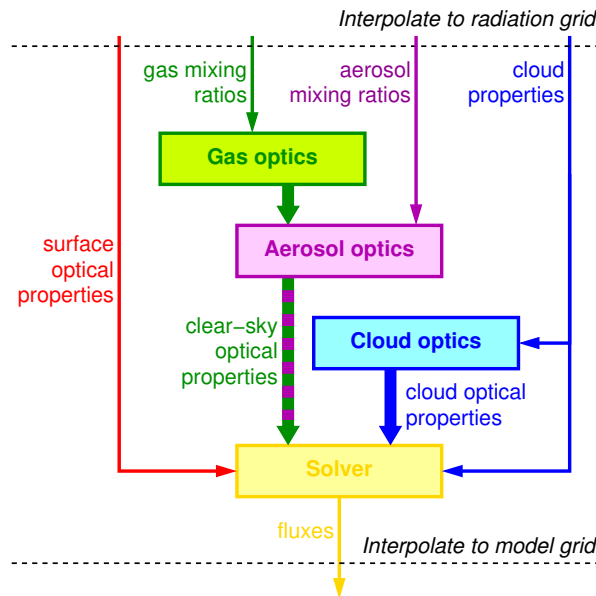 Interpolate to radiation grid
gas mixing
ratios
aerosol
mixing ratios
cloud
properties
Gas optics
Aerosol optics
surface
optical
properties
clear−sky
optical
properties
Cloud optics
cloud optical
properties
Solver
fluxes
Interpolate to model grid